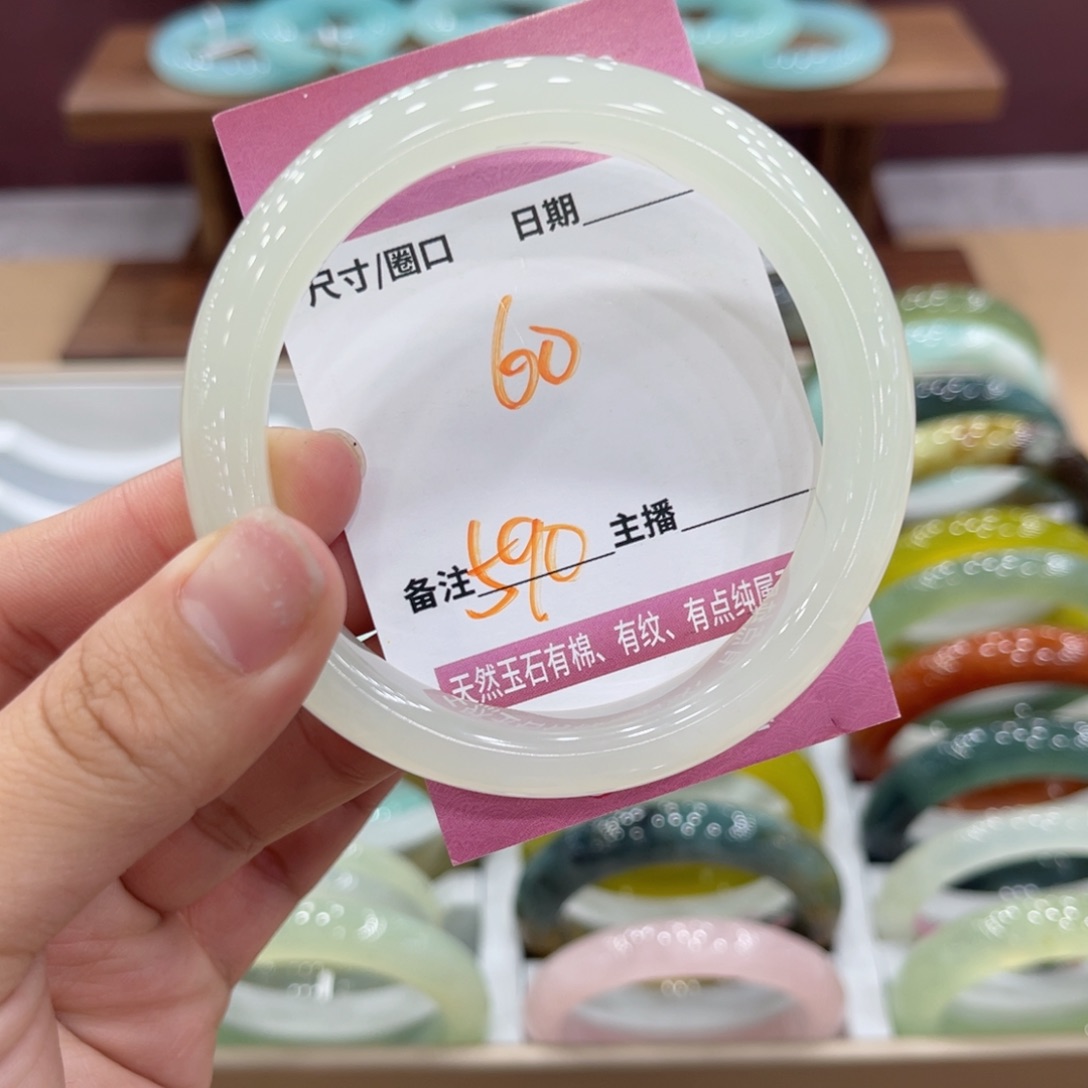 尺寸/圈口 日期
60
备注 590 主播
天然玉石有棉、有纹、有点纯属